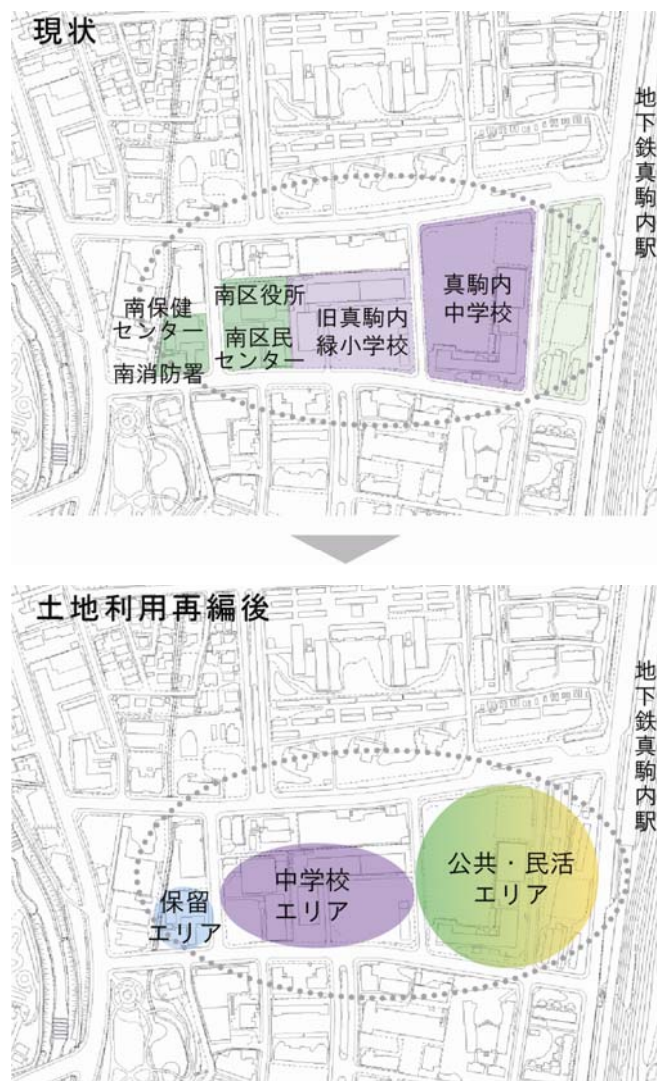 現状
地下鉄真駒内駅
南保健
センター
南消防署
南区役所
南区民
センター
旧真駒内
緑小学校
真駒内
中学校
土地利用再編後
地下鉄真駒内駅
保留
エリア
中学校
エリア
公共・民活
エリア